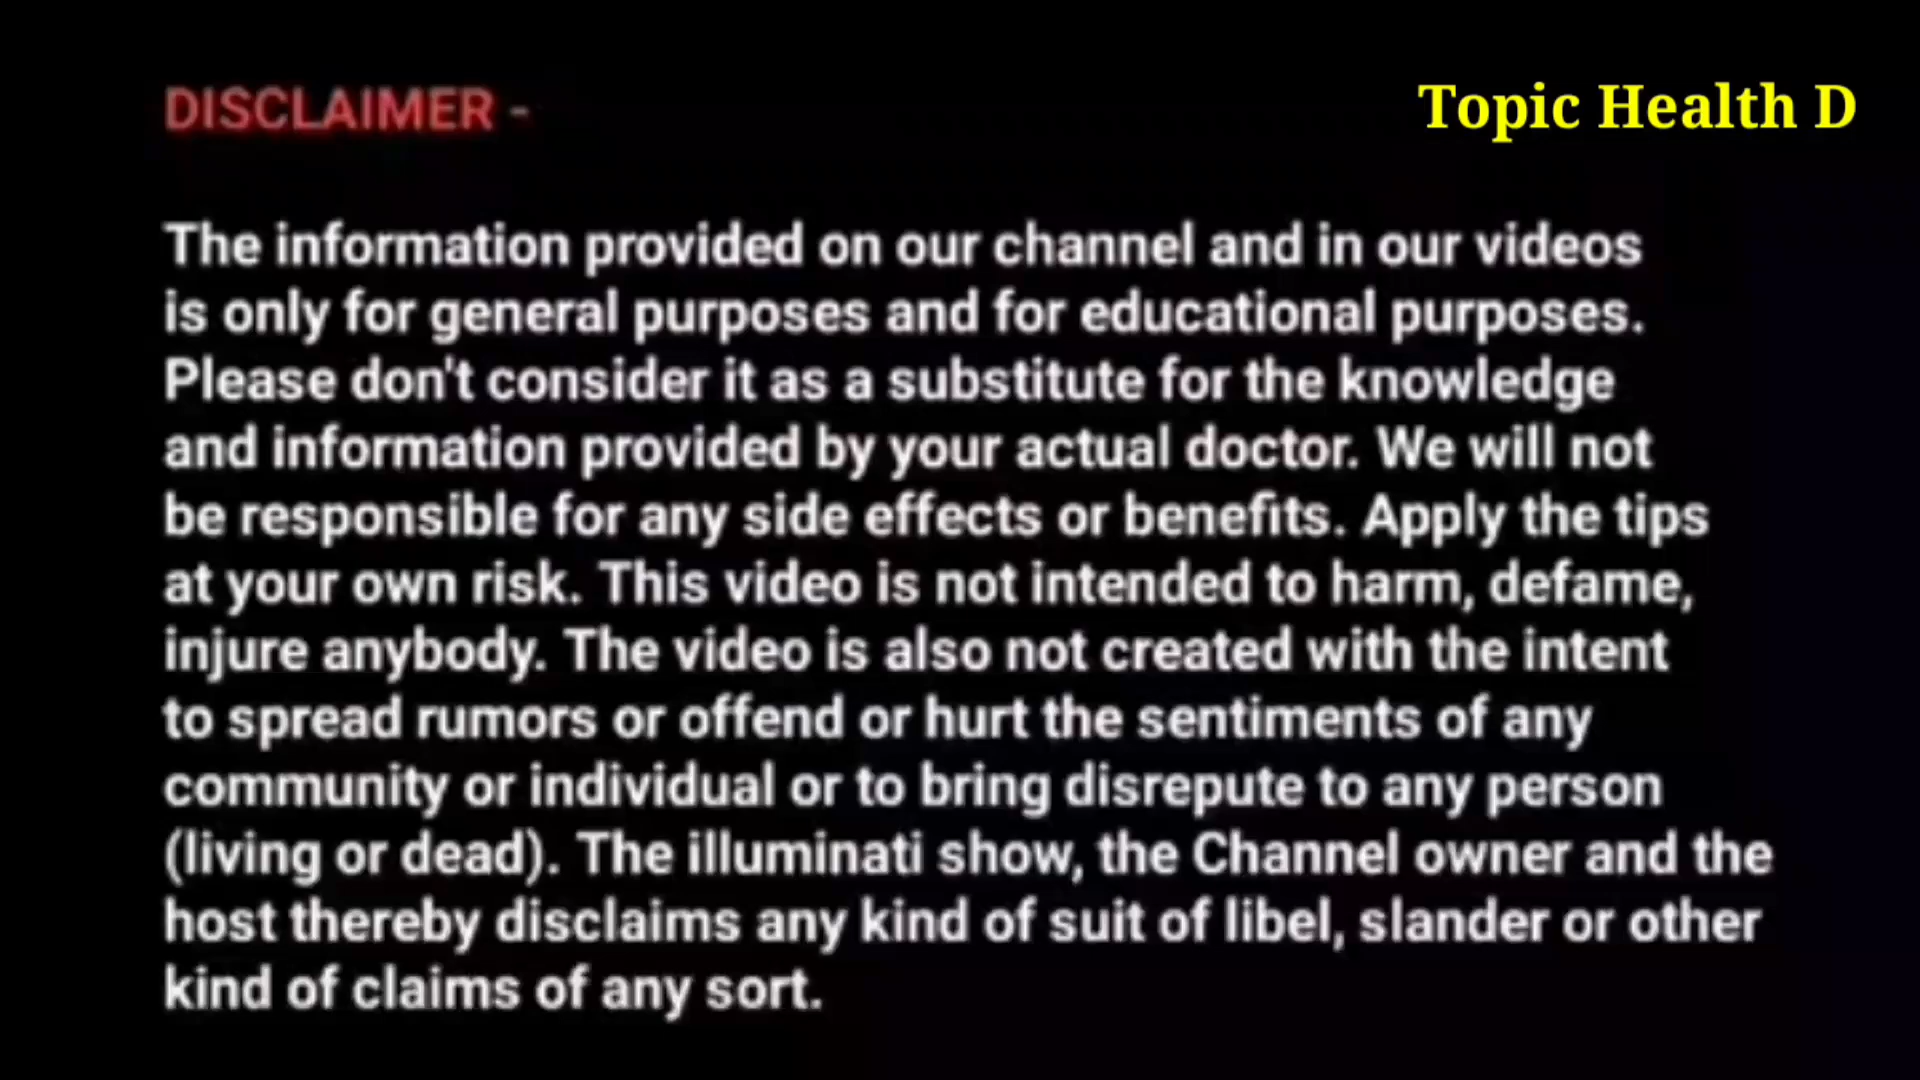 DISCLAIMER -
Topic Health D
The information provided on our channel and in our videos
is only for general purposes and for educational purposes.
Please don't consider it as a substitute for the knowledge
and information provided by your actual doctor. We will not
be responsible for any side effects or benefits. Apply the tips
at your own risk. This video is not intended to harm, defame,
injure anybody. The video is also not created with the intent
to spread rumors or offend or hurt the sentiments of any
community or individual or to bring disrepute to any person
(living or dead). The illuminati show, the Channel owner and the
host thereby disclaims any kind of suit of libel, slander or other
kind of claims of any sort.